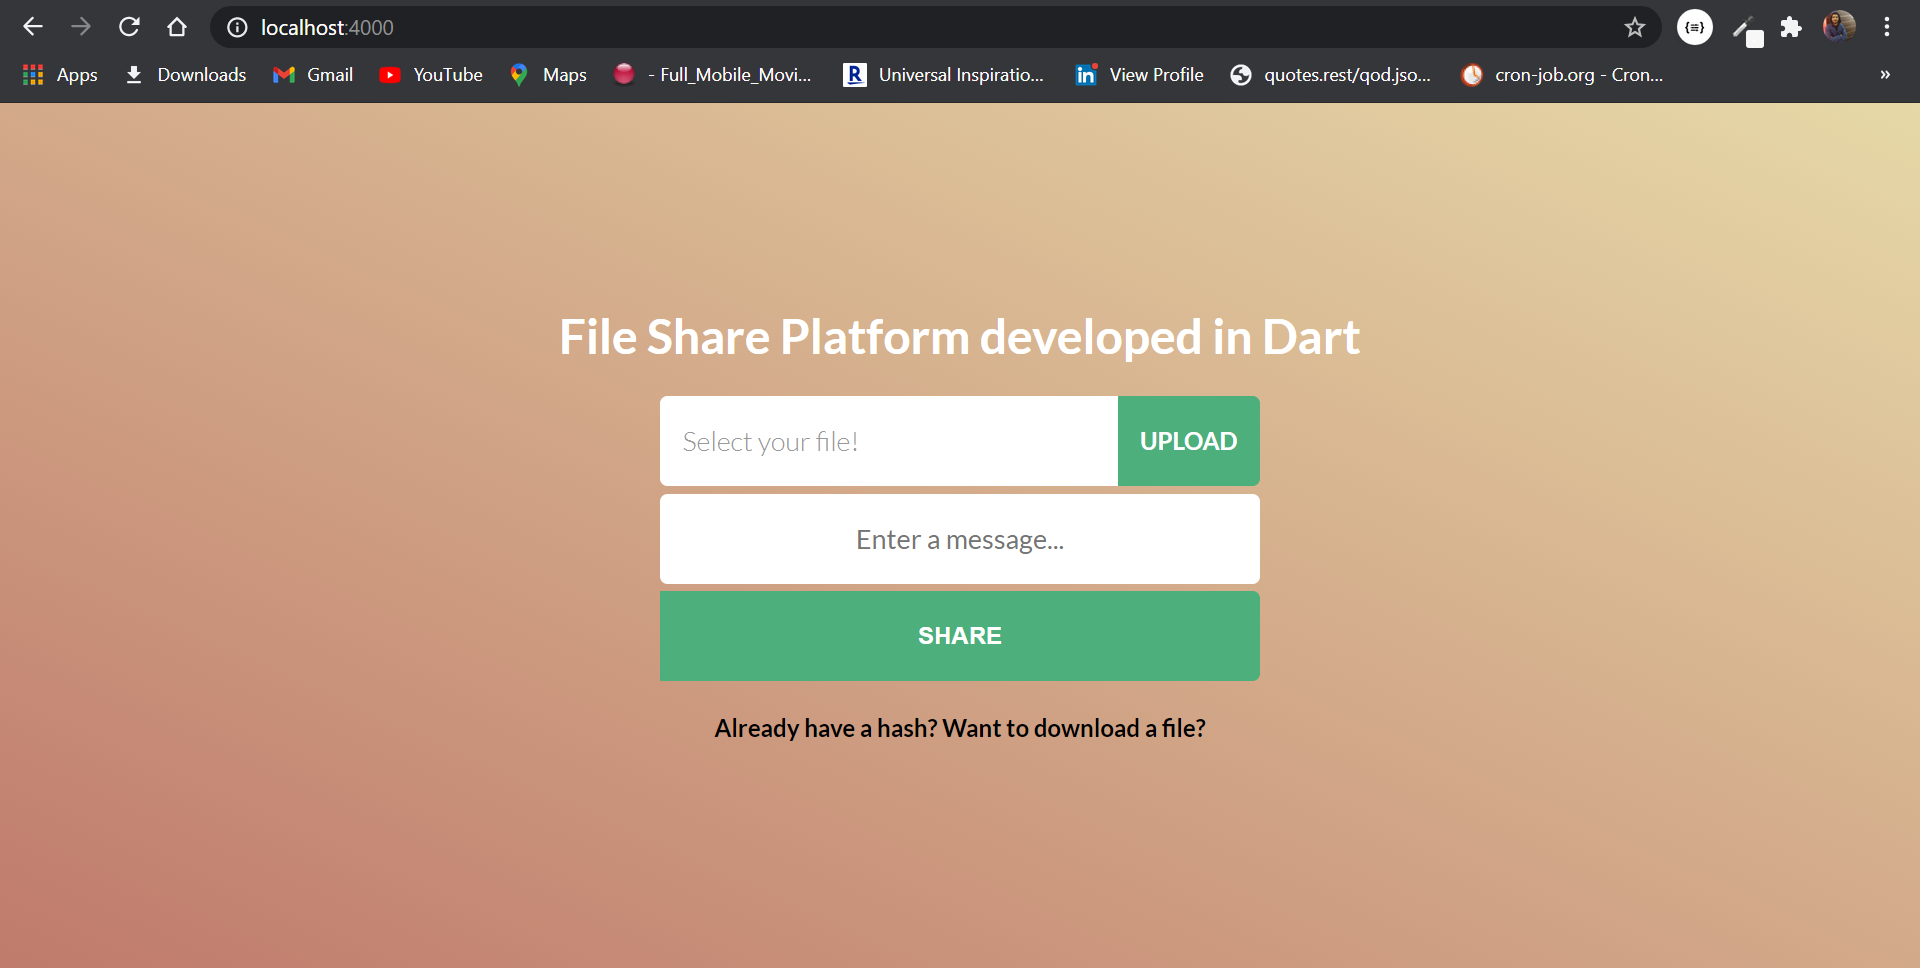 localhost:4000
Apps Downloads Gmail YouTube Maps - Full_Mobile_Movi... R Universal Inspiratio... in View Profile quotes.rest/qod.jso... cron-job.org - Cron... »
File Share Platform developed in Dart
Select your file! UPLOAD
Enter a message...
SHARE
Already have a hash? Want to download a file?